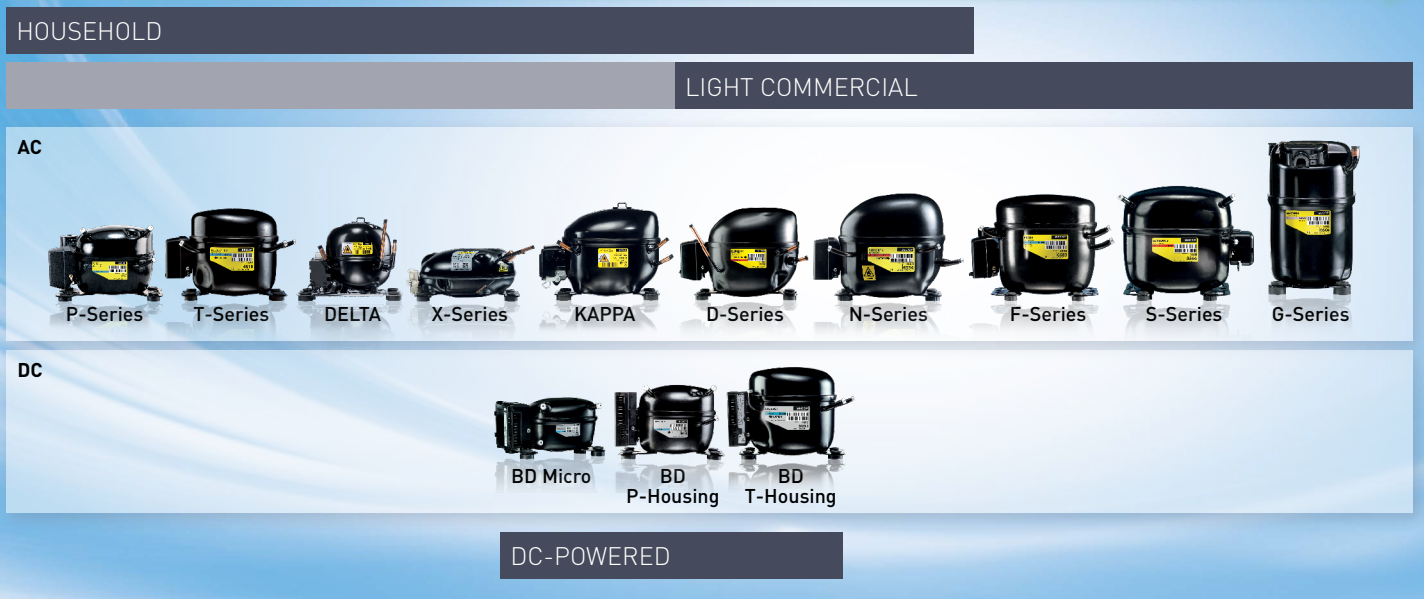 HOUSEHOLD
LIGHT COMMERCIAL
AC
P-Series
T-Series
DELTA
X-Series
KAPPA
D-Series
N-Series
F-Series
S-Series
G-Series
DC
BD Micro
BD
P-Housing
BD
T-Housing
DC-POWERED